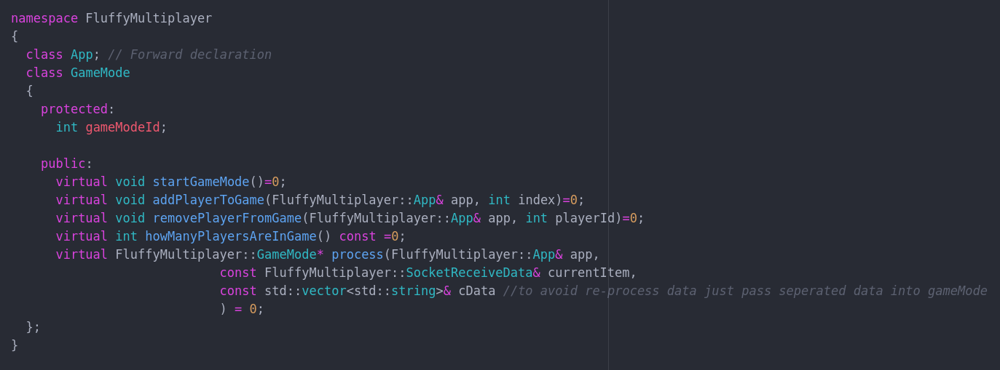 namespace FluffyMultiplayer
{
  class App; // Forward declaration
  class GameMode
  {
    protected:
      int gameModeId;

    public:
      virtual void startGameMode()=0;
      virtual void addPlayerToGame(FluffyMultiplayer::App& app, int index)=0;
      virtual void removePlayerFromGame(FluffyMultiplayer::App& app, int playerId)=0;
      virtual int howManyPlayersAreInGame() const =0;
      virtual FluffyMultiplayer::GameMode* process(FluffyMultiplayer::App& app,
                            const FluffyMultiplayer::SocketReceiveData& currentItem,
                            const std::vector<std::string>& cData //to avoid re-process data just pass seperated data into gameMode
                            ) = 0;
  };
}